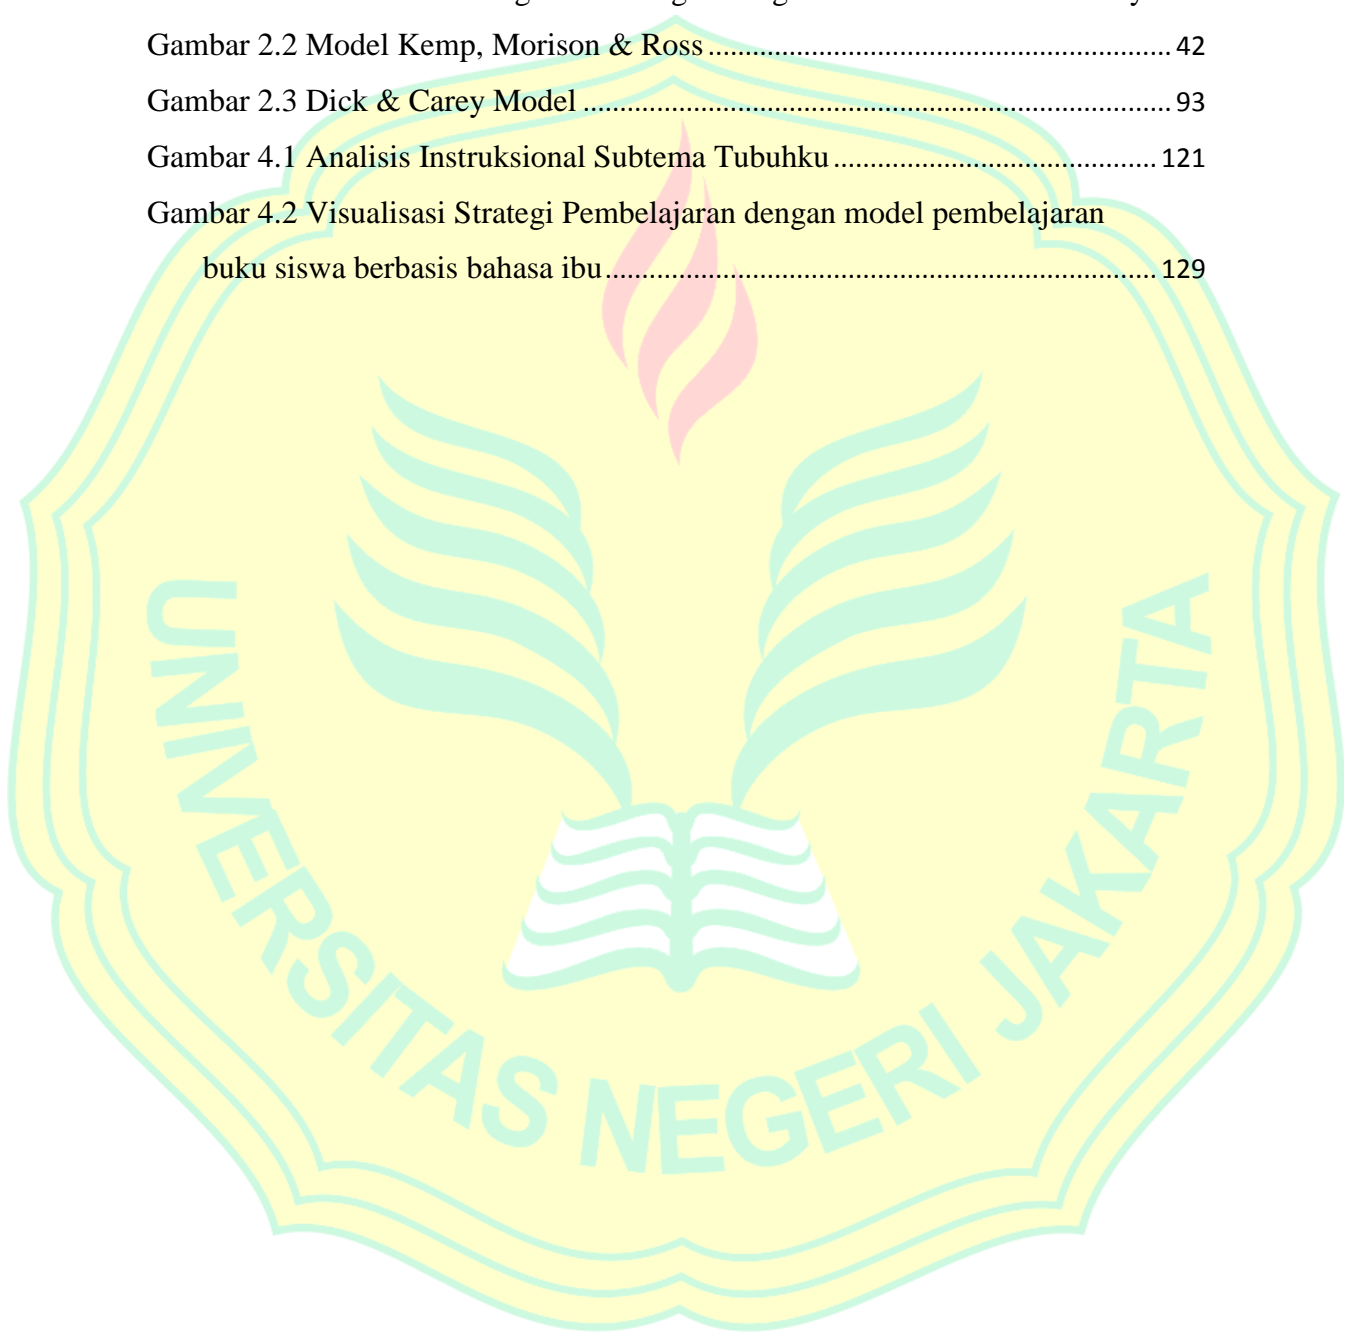 Gambar 2.2 Model Kemp, Morison & Ross ........................................................... 42
Gambar 2.3 Dick & Carey Model ........................................................................... 93
Gambar 4.1 Analisis Instruksional Subtema Tubuhku ......................................... 121
Gambar 4.2 Visualisasi Strategi Pembelajaran dengan model pembelajaran
buku siswa berbasis bahasa ibu ........................................................................ 129
UNIVERSITAS NEGERI JAKARTA